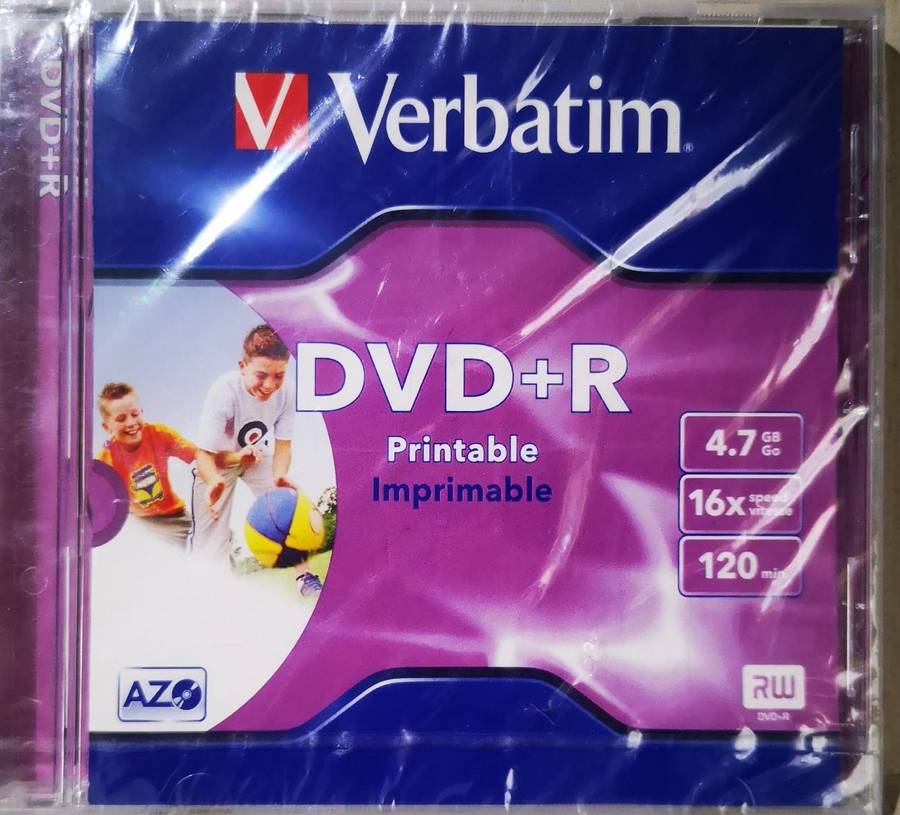 DVD+R
V Verbatim®
DVD+R
Printable
Imprimable
4.7 GB
Go
16x speed
vitesse
120 min
AZO
RW
DVD+R